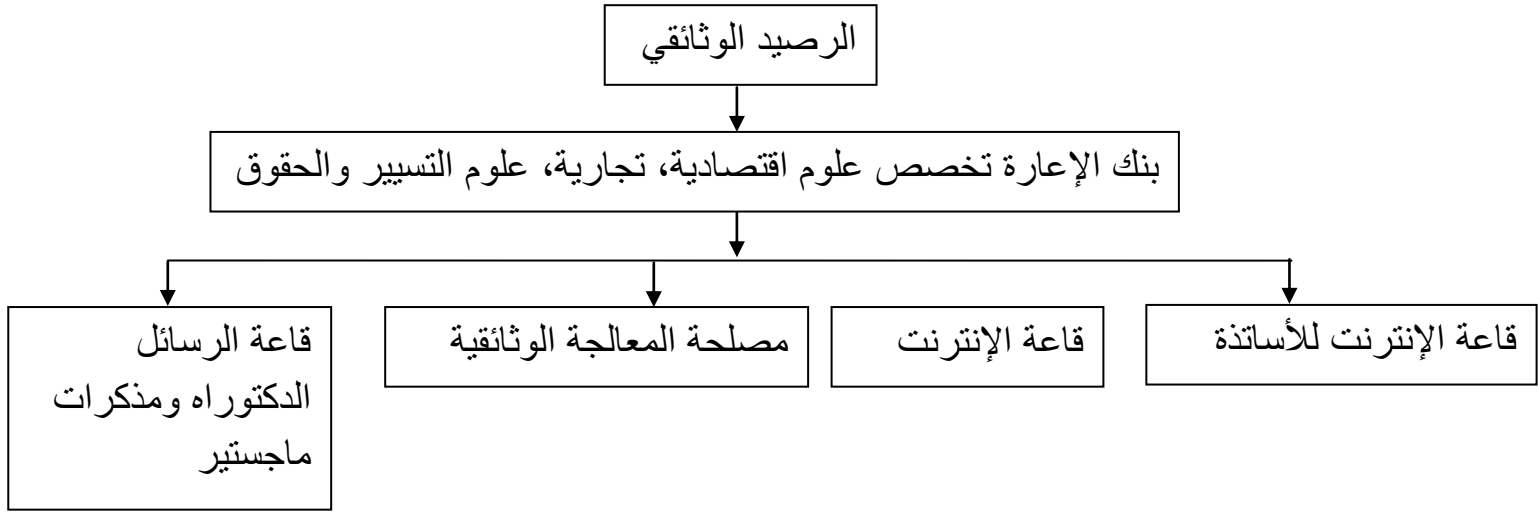 الرصيد الوثائقي
بنك الإعارة تخصص علوم اقتصادية، تجارية، علوم التسيير والحقوق
قاعة الإنترنت للأساتذة
قاعة الإنترنت
مصلحة المعالجة الوثائقية
قاعة الرسائل
الدكتوراه ومذكرات
ماجستير